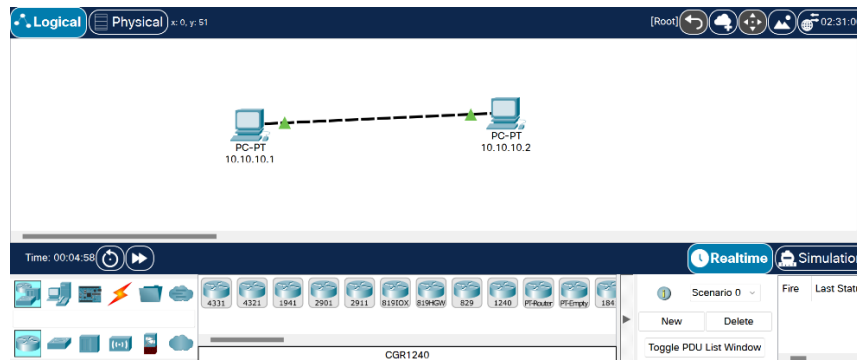 Logical
Physical
x: 0, y: 51
[Root]
02:31:0
PC-PT
10.10.10.1
PC-PT
10.10.10.2
Time: 00:04:58
Realtime
Simulation
4331
4321
1941
2901
2911
819IOX
819HGW
829
1240
PT-Router
PT-Empty
184
CGR1240
Scenario 0
New
Delete
Toggle PDU List Window
Fire
Last Statu